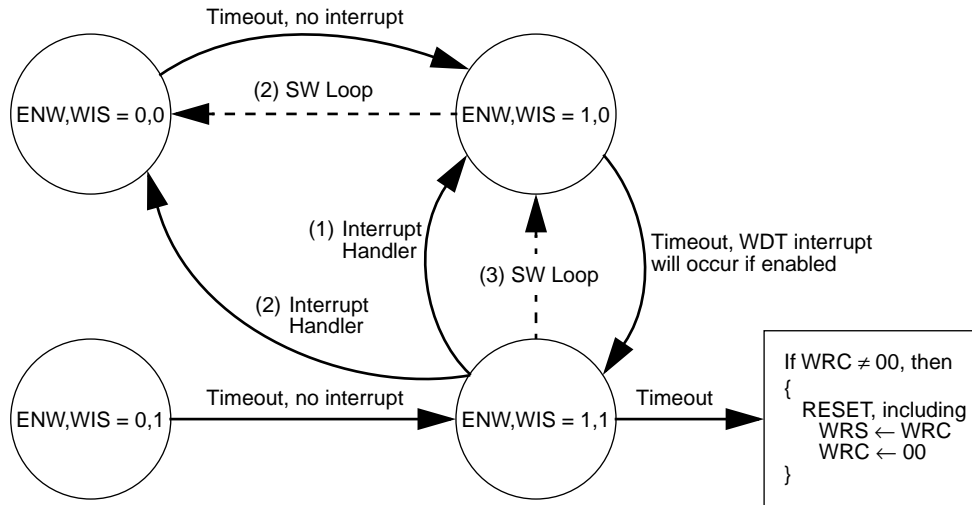 Timeout, no interrupt
ENW,WIS = 0,0
(2) SW Loop
ENW,WIS = 1,0
(1) Interrupt
Handler
Timeout, WDT interrupt
will occur if enabled
(3) SW Loop
(2) Interrupt
Handler
ENW,WIS = 0,1
Timeout, no interrupt
ENW,WIS = 1,1
Timeout
If WRC ≠ 00, then
{
RESET, including
WRS ← WRC
WRC ← 00
}